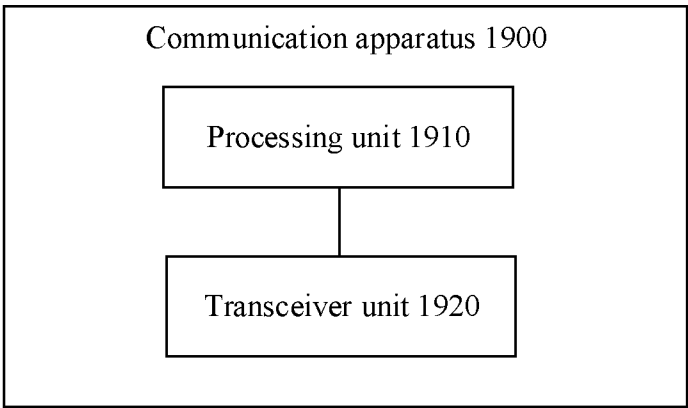 Communication apparatus 1900
Processing unit 1910
Transceiver unit 1920